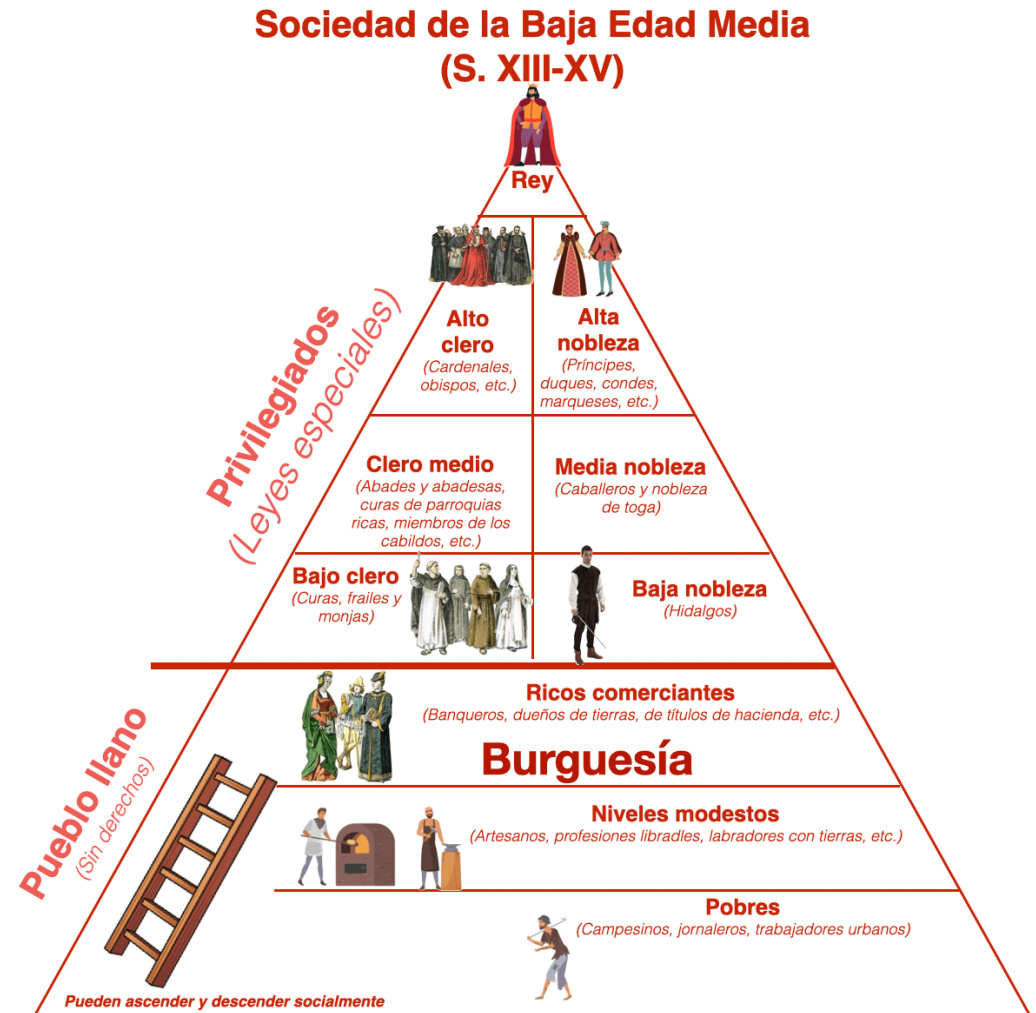 Sociedad de la Baja Edad Media
(S. XIII-XV)
Rey
Privilegiados
(Leyes especiales)
Alto
clero
(Cardenales,
obispos, etc.)
Alta
nobleza
(Príncipes,
duques, condes,
marqueses, etc.)
Clero medio
(Abades y abadesas,
curas de parroquias
ricas, miembros de los
cabildos, etc.)
Media nobleza
(Caballeros y nobleza
de toga)
Bajo clero
(Curas, frailes y
monjas)
Baja nobleza
(Hidalgos)
Pueblo llano
(Sin derechos)
Ricos comerciantes
(Banqueros, dueños de tierras, de títulos de hacienda, etc.)
Burguesía
Niveles modestos
(Artesanos, profesiones libradles, labradores con tierras, etc.)
Pobres
(Campesinos, jornaleros, trabajadores urbanos)
Pueden ascender y descender socialmente